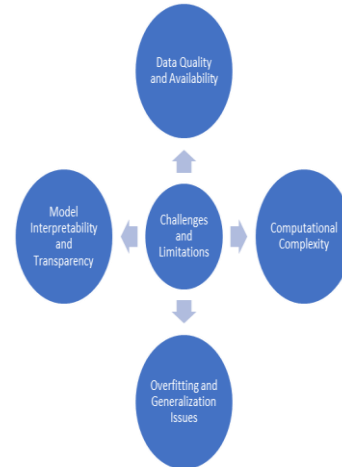 Data Quality
and Availability
Model
Interpretability
and
Transparency
Challenges
and
Limitations
Computational
Complexity
Overfitting and
Generalization
Issues